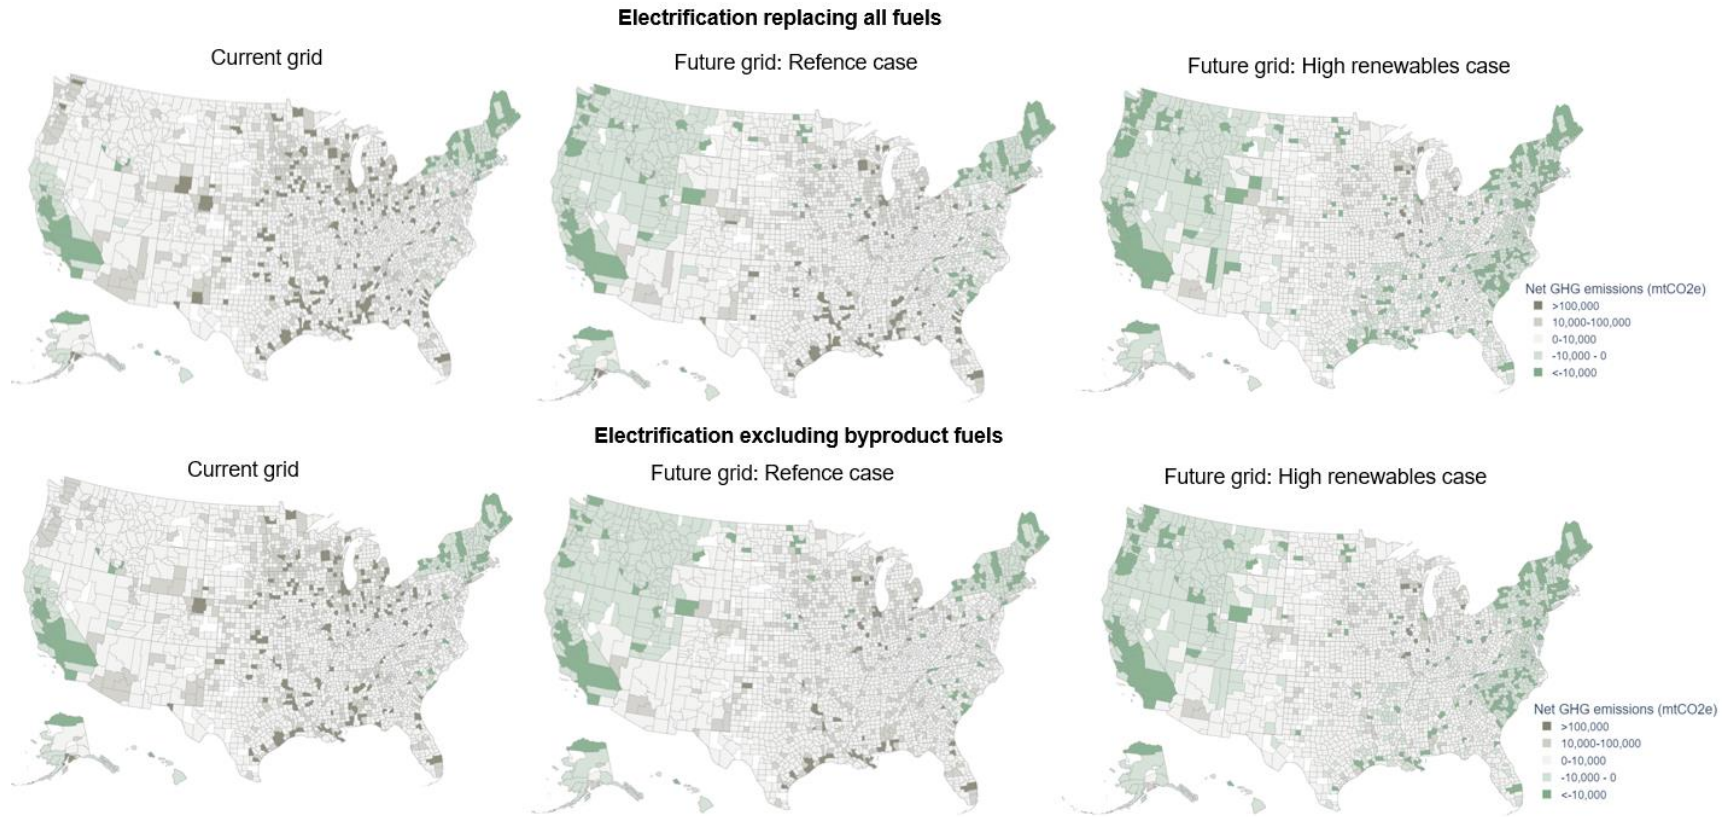 Electrification replacing all fuels
Current grid
Future grid: Refence case
Future grid: High renewables case
Net GHG emissions (mtCO2e)
>100,000
10,000-100,000
0-10,000
-10,000 - 0
<-10,000
Electrification excluding byproduct fuels
Current grid
Future grid: Refence case
Future grid: High renewables case
Net GHG emissions (mtCO2e)
>100,000
10,000-100,000
0-10,000
-10,000 - 0
<-10,000